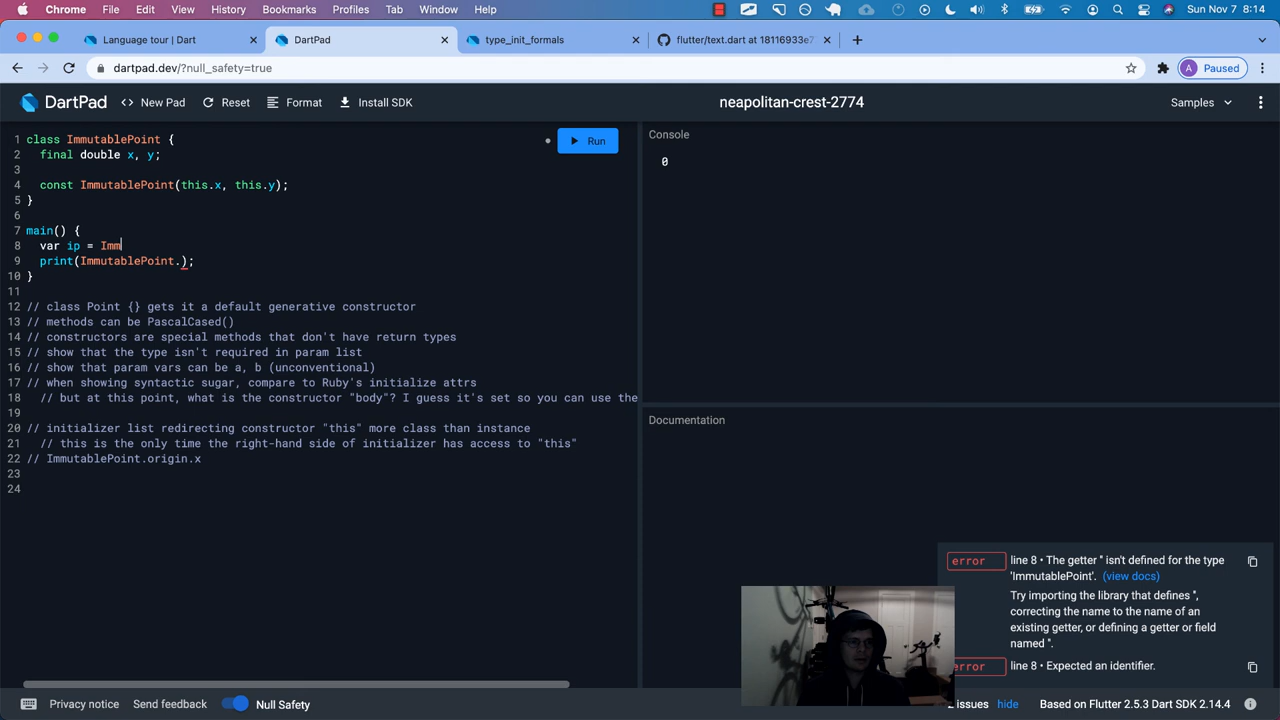 Chrome File Edit View History Bookmarks Profiles Tab Window Help Sun Nov 7 8:14
Language tour | Dart DartPad type_init_formals flutter/text.dart at 18116933e7
dartpad.dev/?null_safety=true A Paused
DartPad New Pad Reset Format Install SDK neapolitan-crest-2774 Samples
1 class ImmutablePoint {
2 final double x, y;
3
4 const ImmutablePoint(this.x, this.y);
5 }
6
7 main() {
8 var ip = Imm
9 print(ImmutablePoint.);
10 }
11
12 // class Point {} gets it a default generative constructor
13 // methods can be PascalCased()
14 // constructors are special methods that don't have return types
15 // show that the type isn't required in param list
16 // show that param vars can be a, b (unconventional)
17 // when showing syntactic sugar, compare to Ruby's initialize attrs
18 // but at this point, what is the constructor "body"? I guess it's set so you can use the
19
20 // initializer list redirecting constructor "this" more class than instance
21 // this is the only time the right-hand side of initializer has access to "this"
22 // ImmutablePoint.origin.x
23
24
Run
Console
0
Documentation
error line 8 • The getter '' isn't defined for the type
'ImmutablePoint'. (view docs)
Try importing the library that defines '',
correcting the name to the name of an
existing getter, or defining a getter or field
named ''.
error line 8 • Expected an identifier.
Privacy notice Send feedback Null Safety issues hide Based on Flutter 2.5.3 Dart SDK 2.14.4